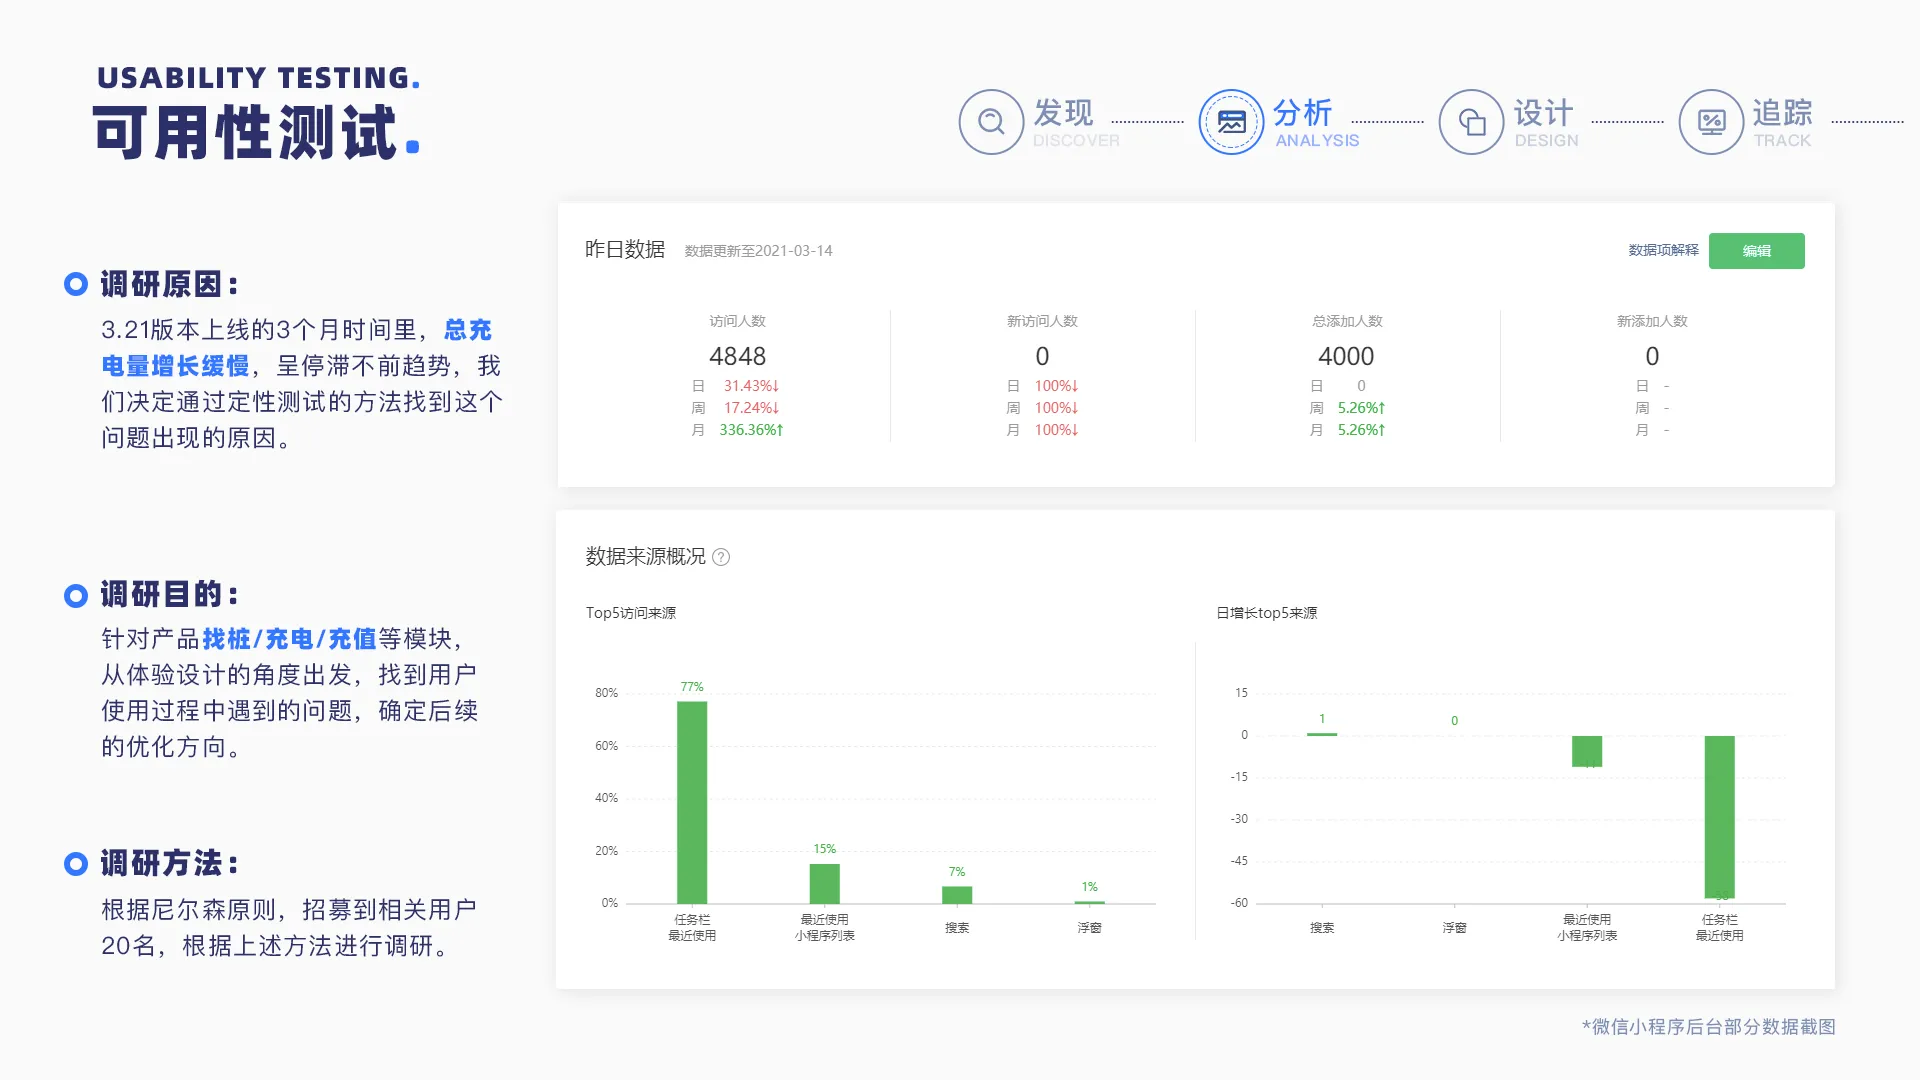 USABILITY TESTING.
可用性测试.
发现
DISCOVER
分析
ANALYSIS
设计
DESIGN
追踪
TRACK
调研原因：
3.21版本上线的3个月时间里，总充
电量增长缓慢，呈停滞不前趋势，我
们决定通过定性测试的方法找到这个
问题出现的原因。
调研目的：
针对产品找桩/充电/充值等模块，
从体验设计的角度出发，找到用户
使用过程中遇到的问题，确定后续
的优化方向。
调研方法：
根据尼尔森原则，招募到相关用户
20名，根据上述方法进行调研。
昨日数据 数据更新至2021-03-14
数据项解释 编辑
访问人数
4848
日 31.43%↓
周 17.24%↓
月 336.36%↑
新访问人数
0
日 100%↓
周 100%↓
月 100%↓
总添加人数
4000
日 0
周 5.26%↑
月 5.26%↑
新添加人数
0
日 -
周 -
月 -
数据来源概况 ?
Top5访问来源
80%
60%
40%
20%
0%
77%
15%
7%
1%
任务栏
最近使用
最近使用
小程序列表
搜索
浮窗
日增长top5来源
15
0
-15
-30
-45
-60
1
0
搜索
浮窗
最近使用
小程序列表
任务栏
最近使用
*微信小程序后台部分数据截图